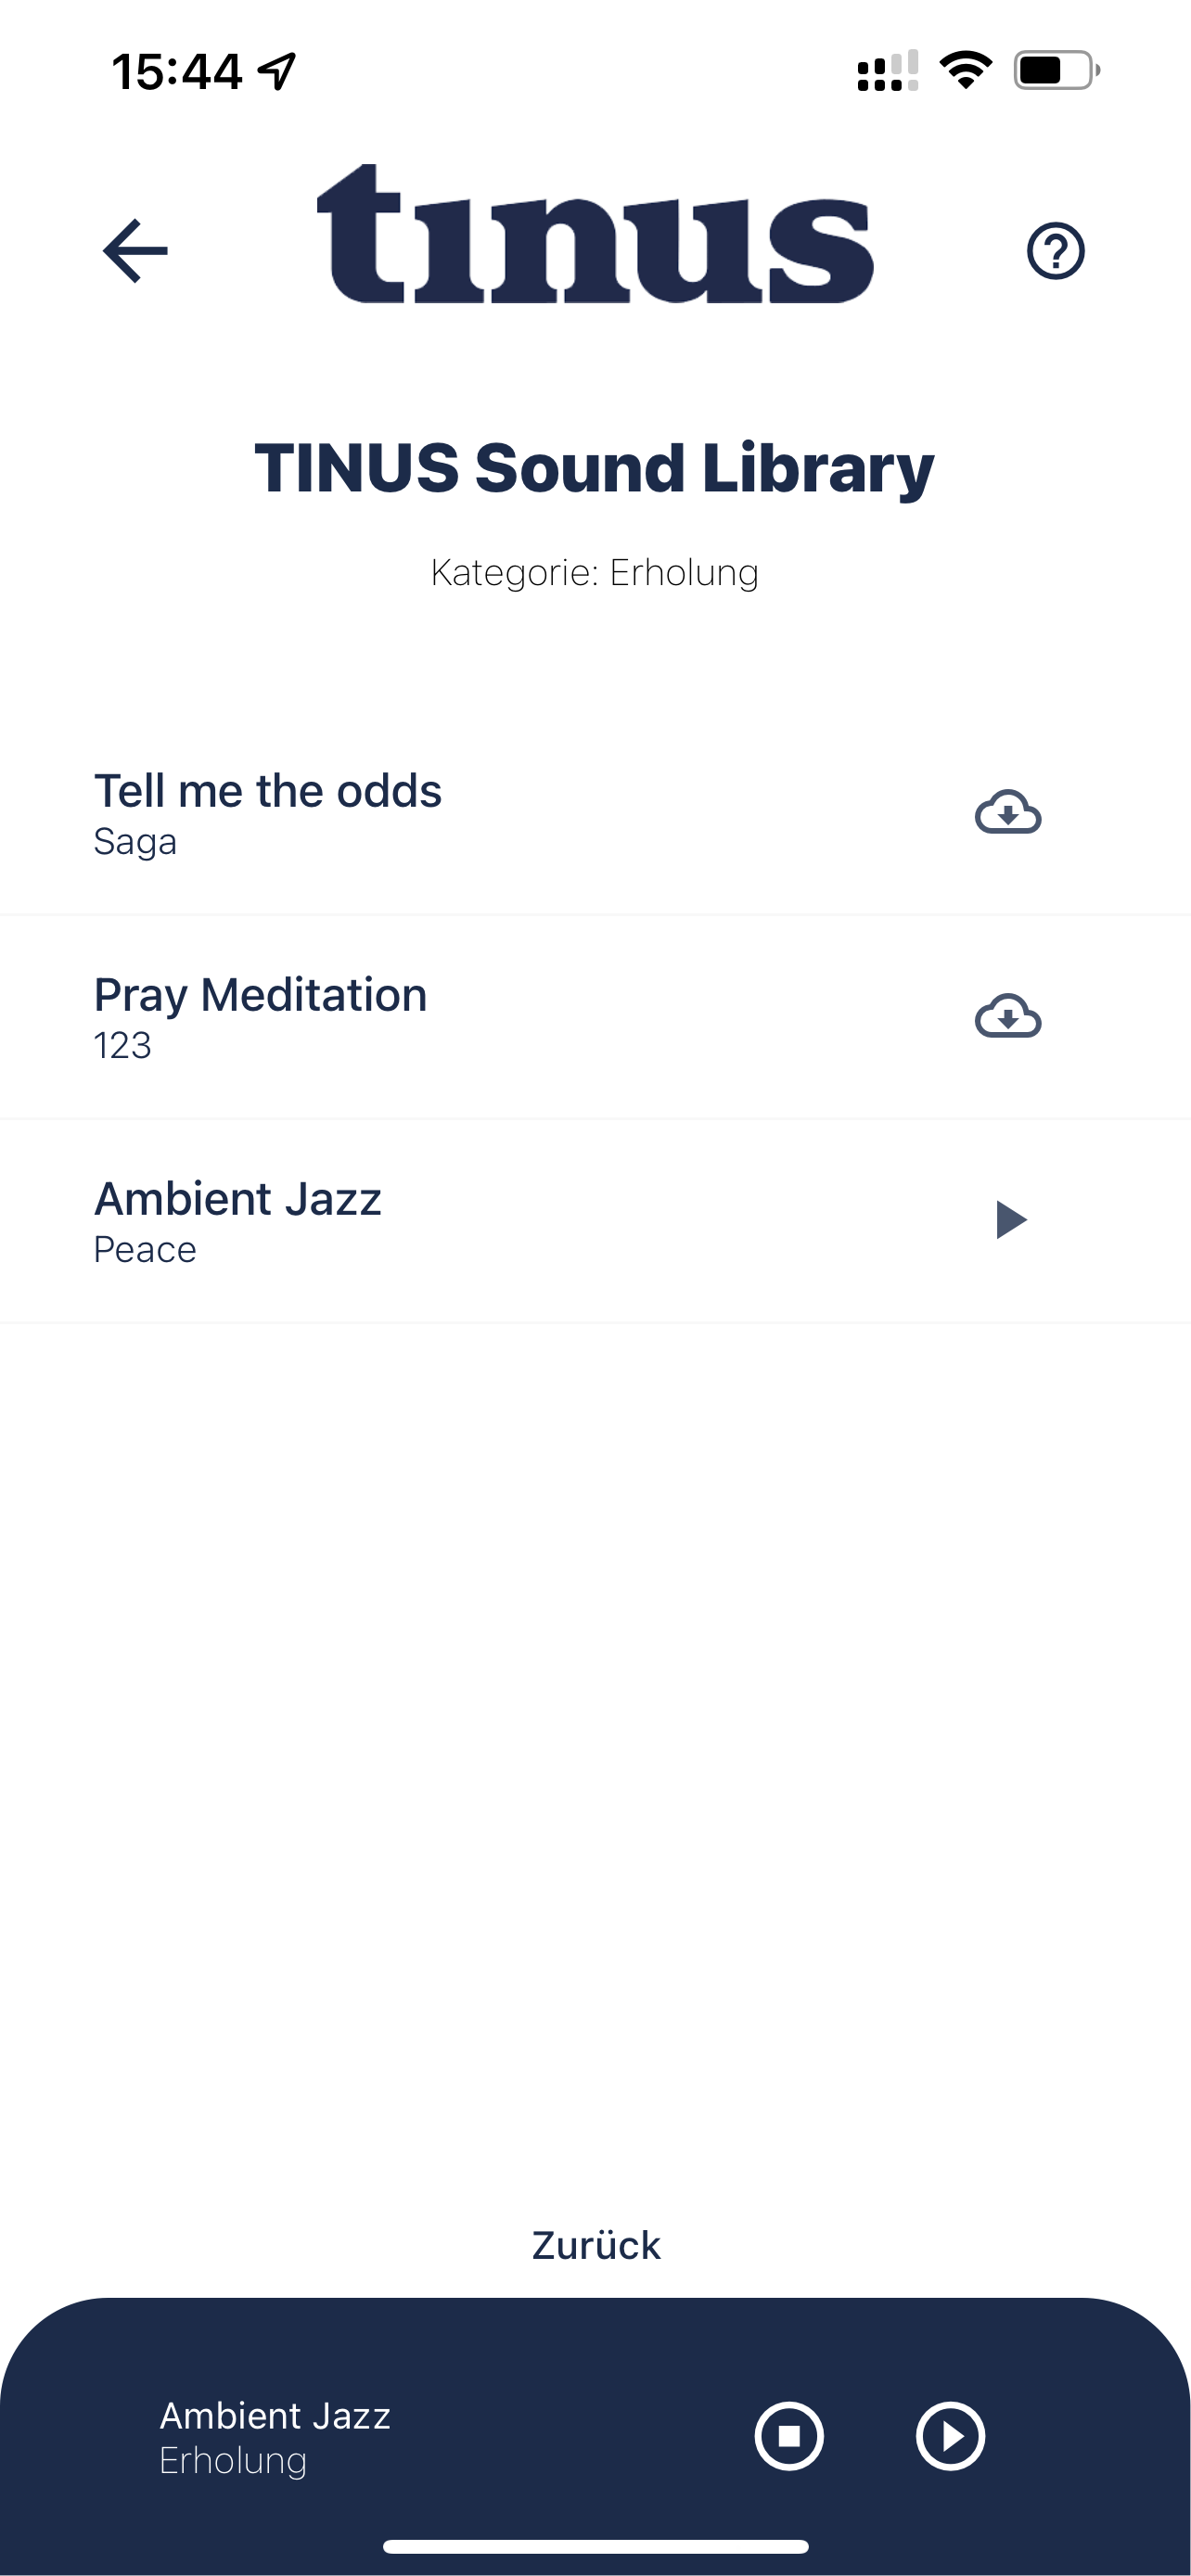 15:44
tınus
TINUS Sound Library
Kategorie: Erholung
Tell me the odds
Saga
Pray Meditation
123
Ambient Jazz
Peace
Zurück
Ambient Jazz
Erholung